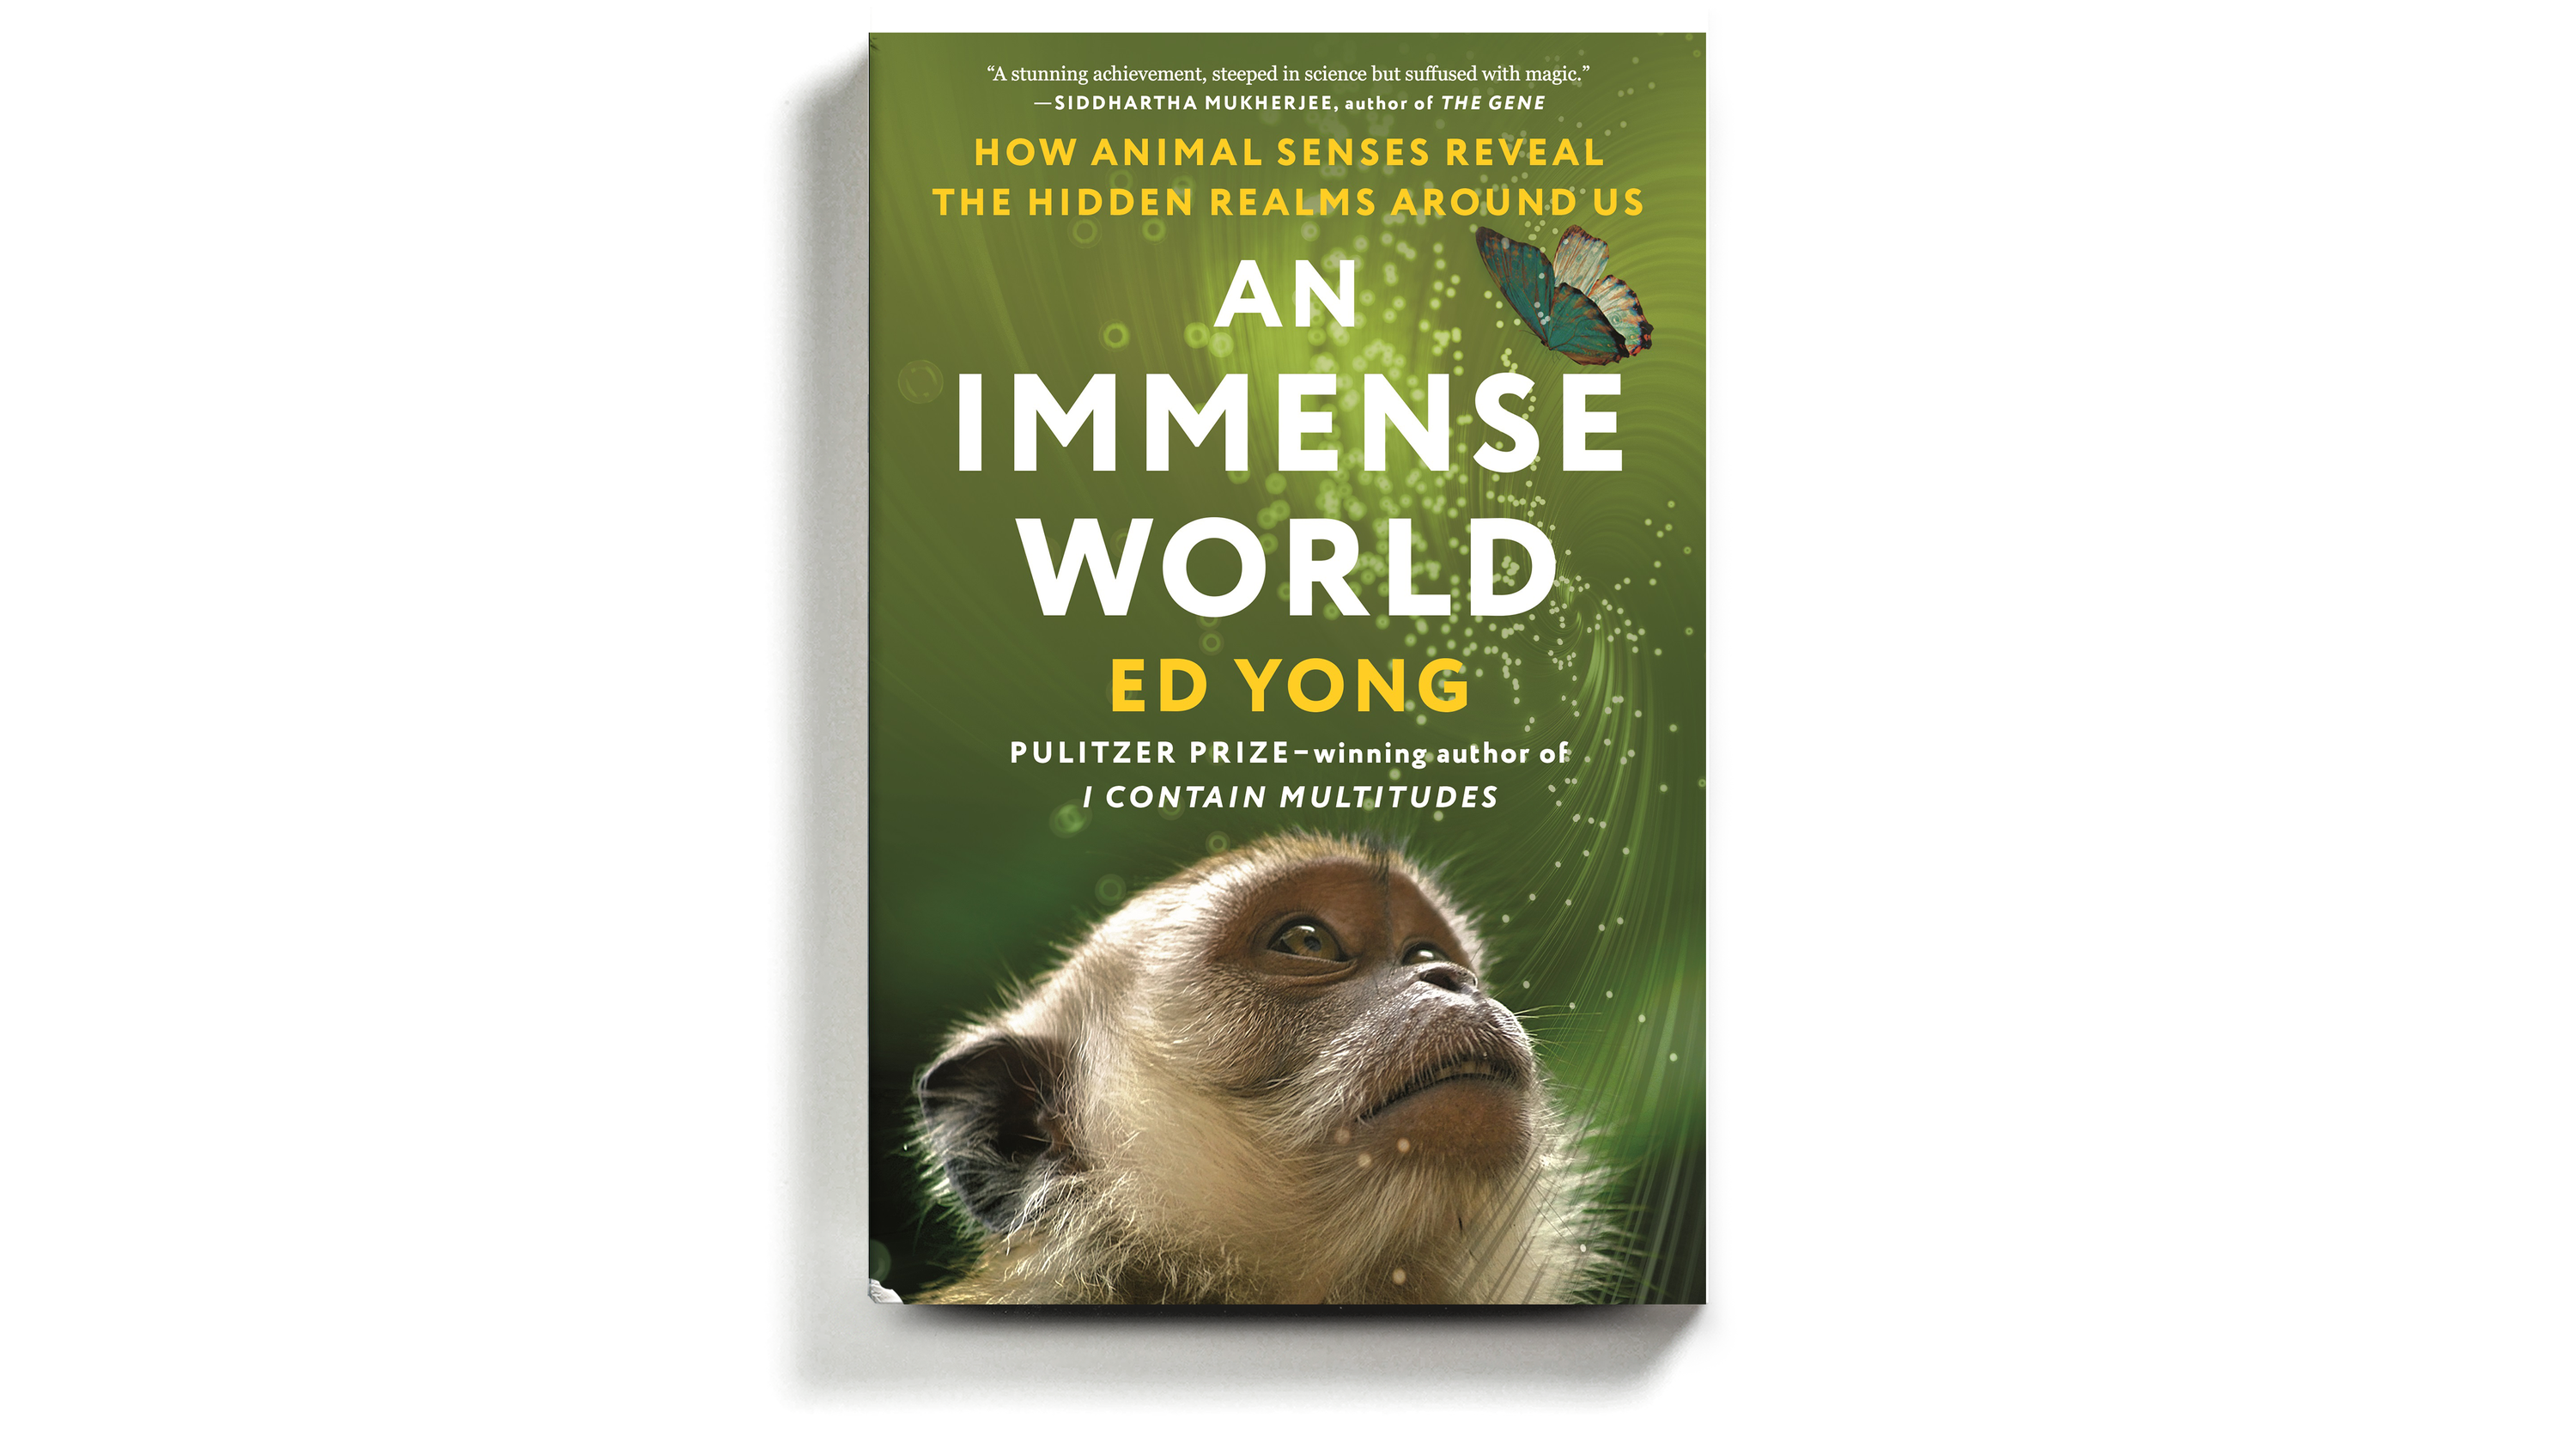 “A stunning achievement, steeped in science but suffused with magic.”
—SIDDHARTHA MUKHERJEE, author of THE GENE
HOW ANIMAL SENSES REVEAL
THE HIDDEN REALMS AROUND US
AN
IMMENSE
WORLD
ED YONG
PULITZER PRIZE–winning author of
I CONTAIN MULTITUDES